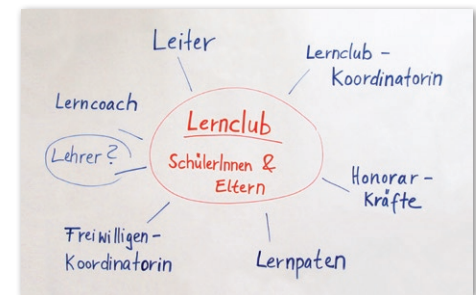 Leiter
Lernclub -
Koordinatorin
Lerncoach
Lernclub
Lehrer?
SchülerInnen &
Eltern
Honorar -
Kräfte
Freiwilligen -
Koordinatorin
Lernpaten